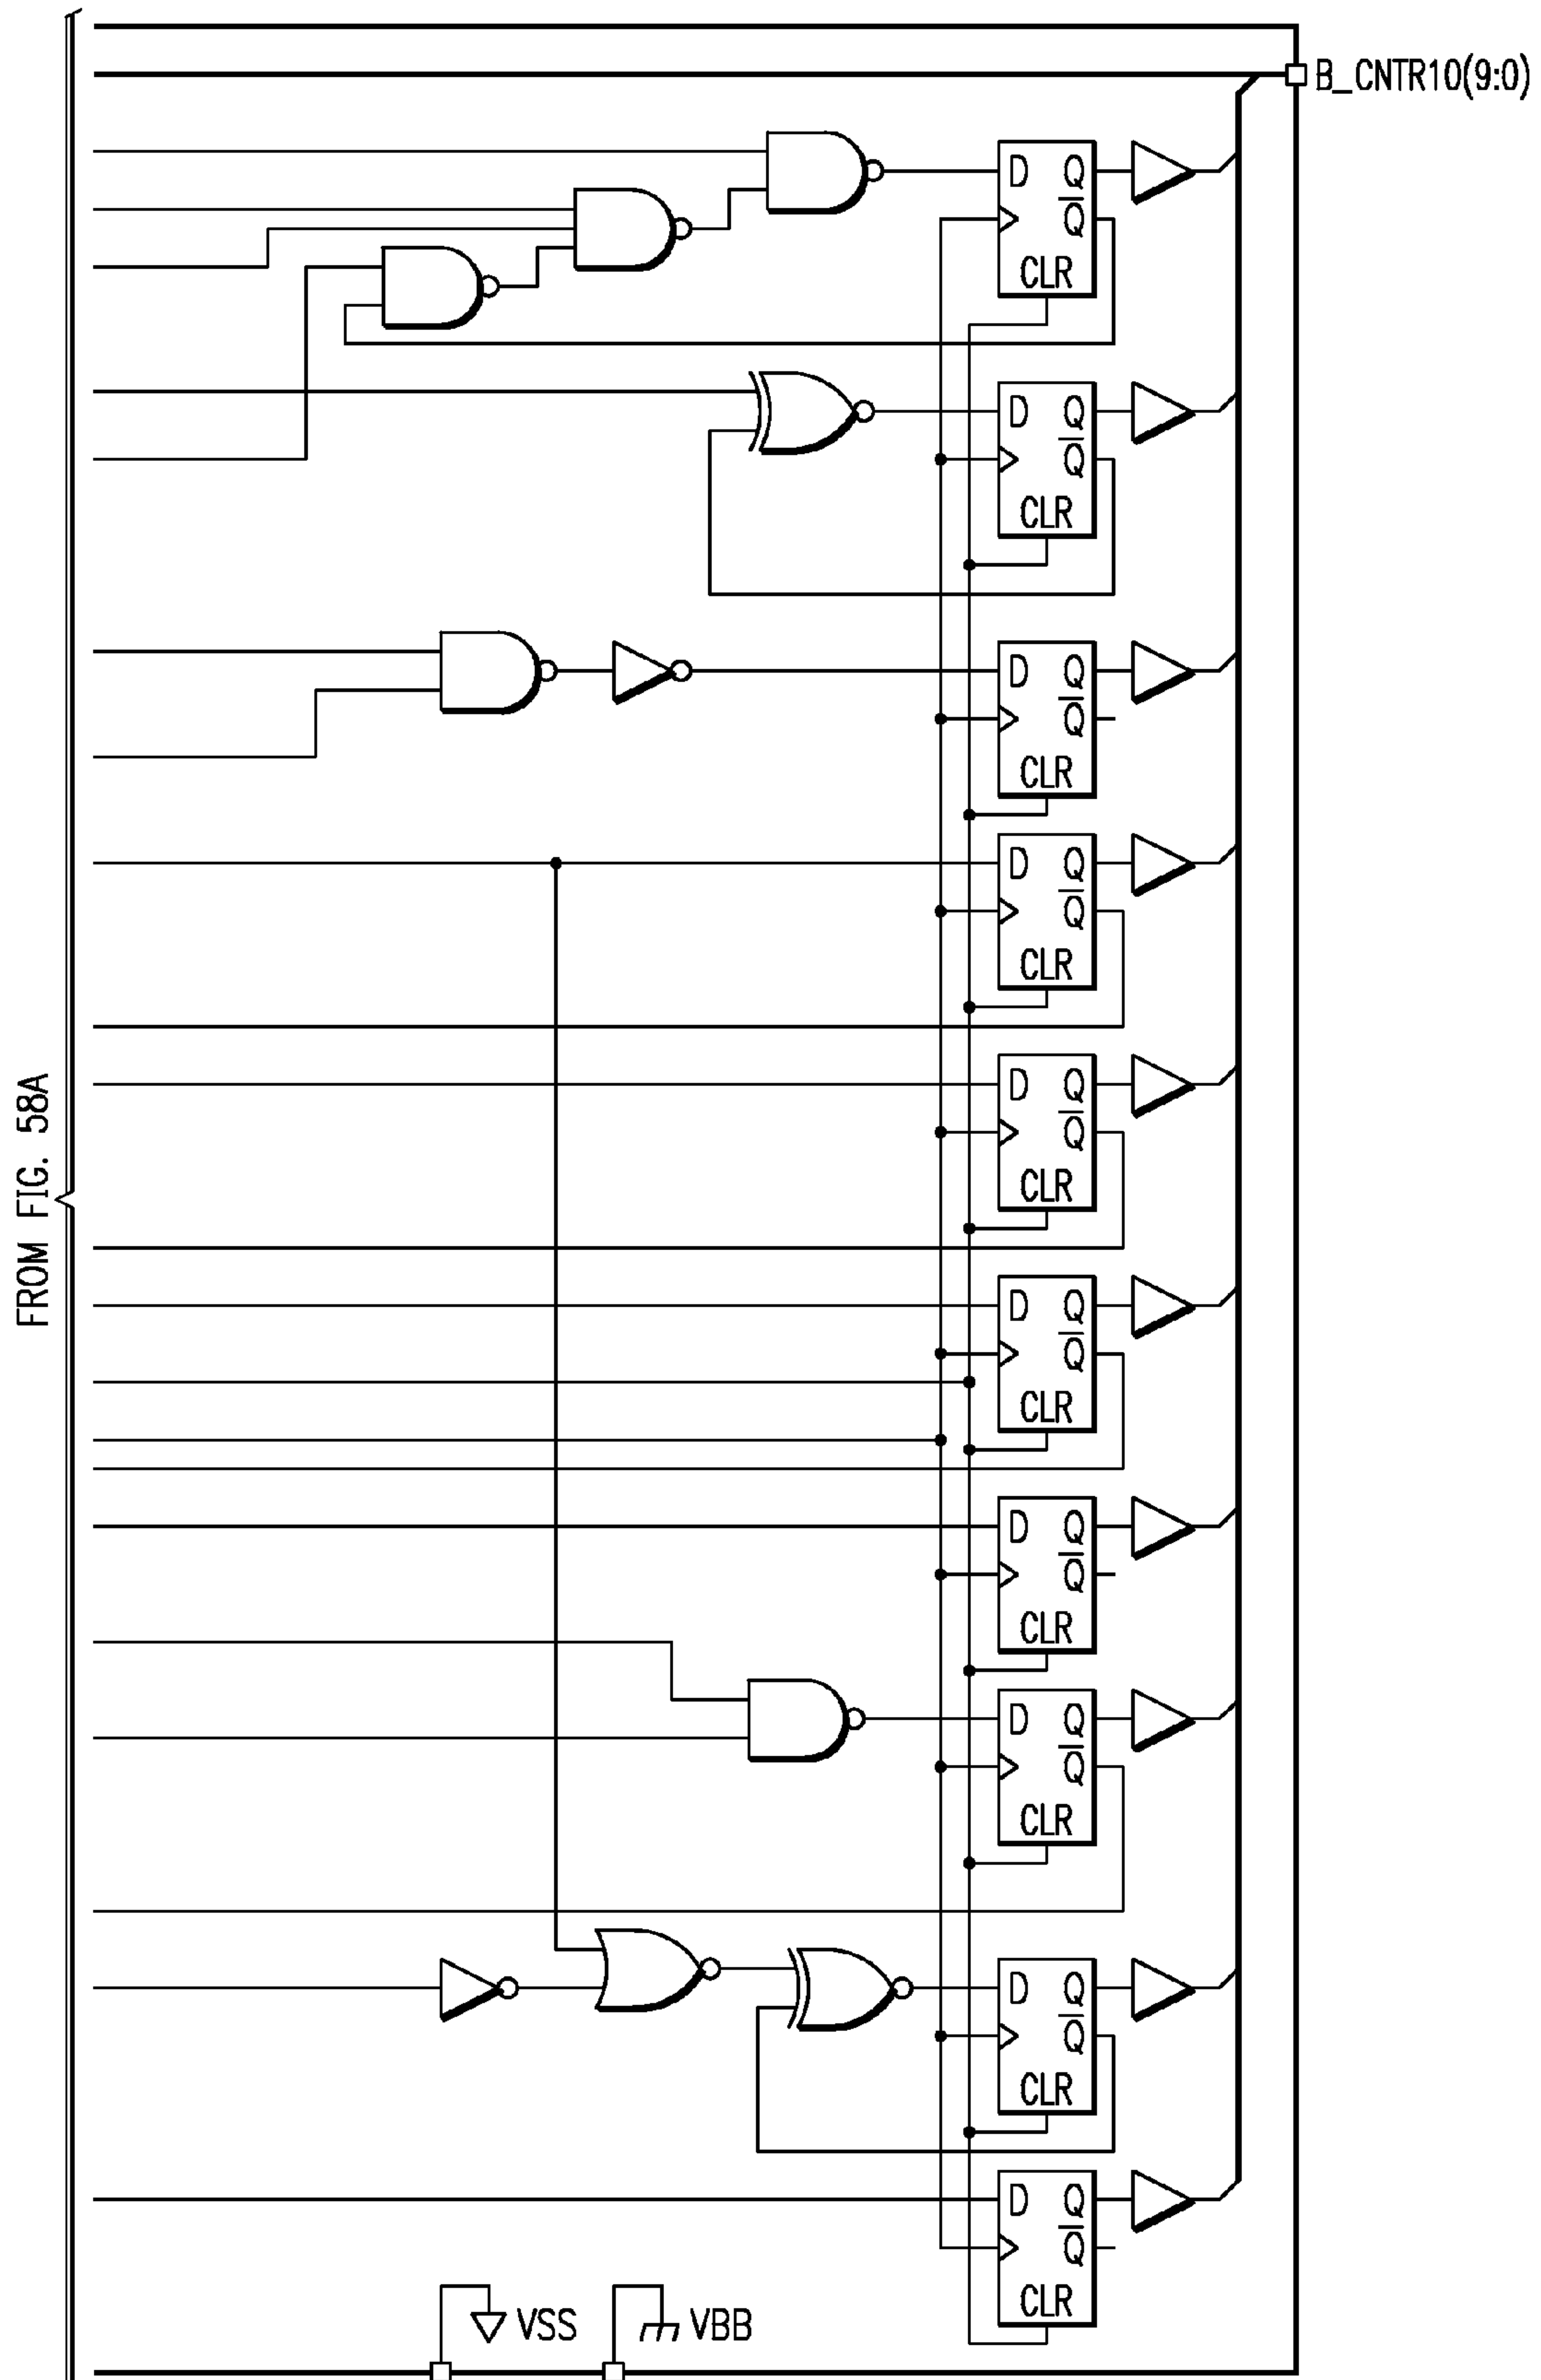 B_CNTR10(9:0)
D Q
Q
CLR
D Q
Q
CLR
D Q
Q
CLR
D Q
Q
CLR
D Q
Q
CLR
FROM FIG. 58A
D Q
Q
CLR
D Q
Q
CLR
D Q
Q
CLR
D Q
Q
CLR
D Q
Q
CLR
VSS
VBB